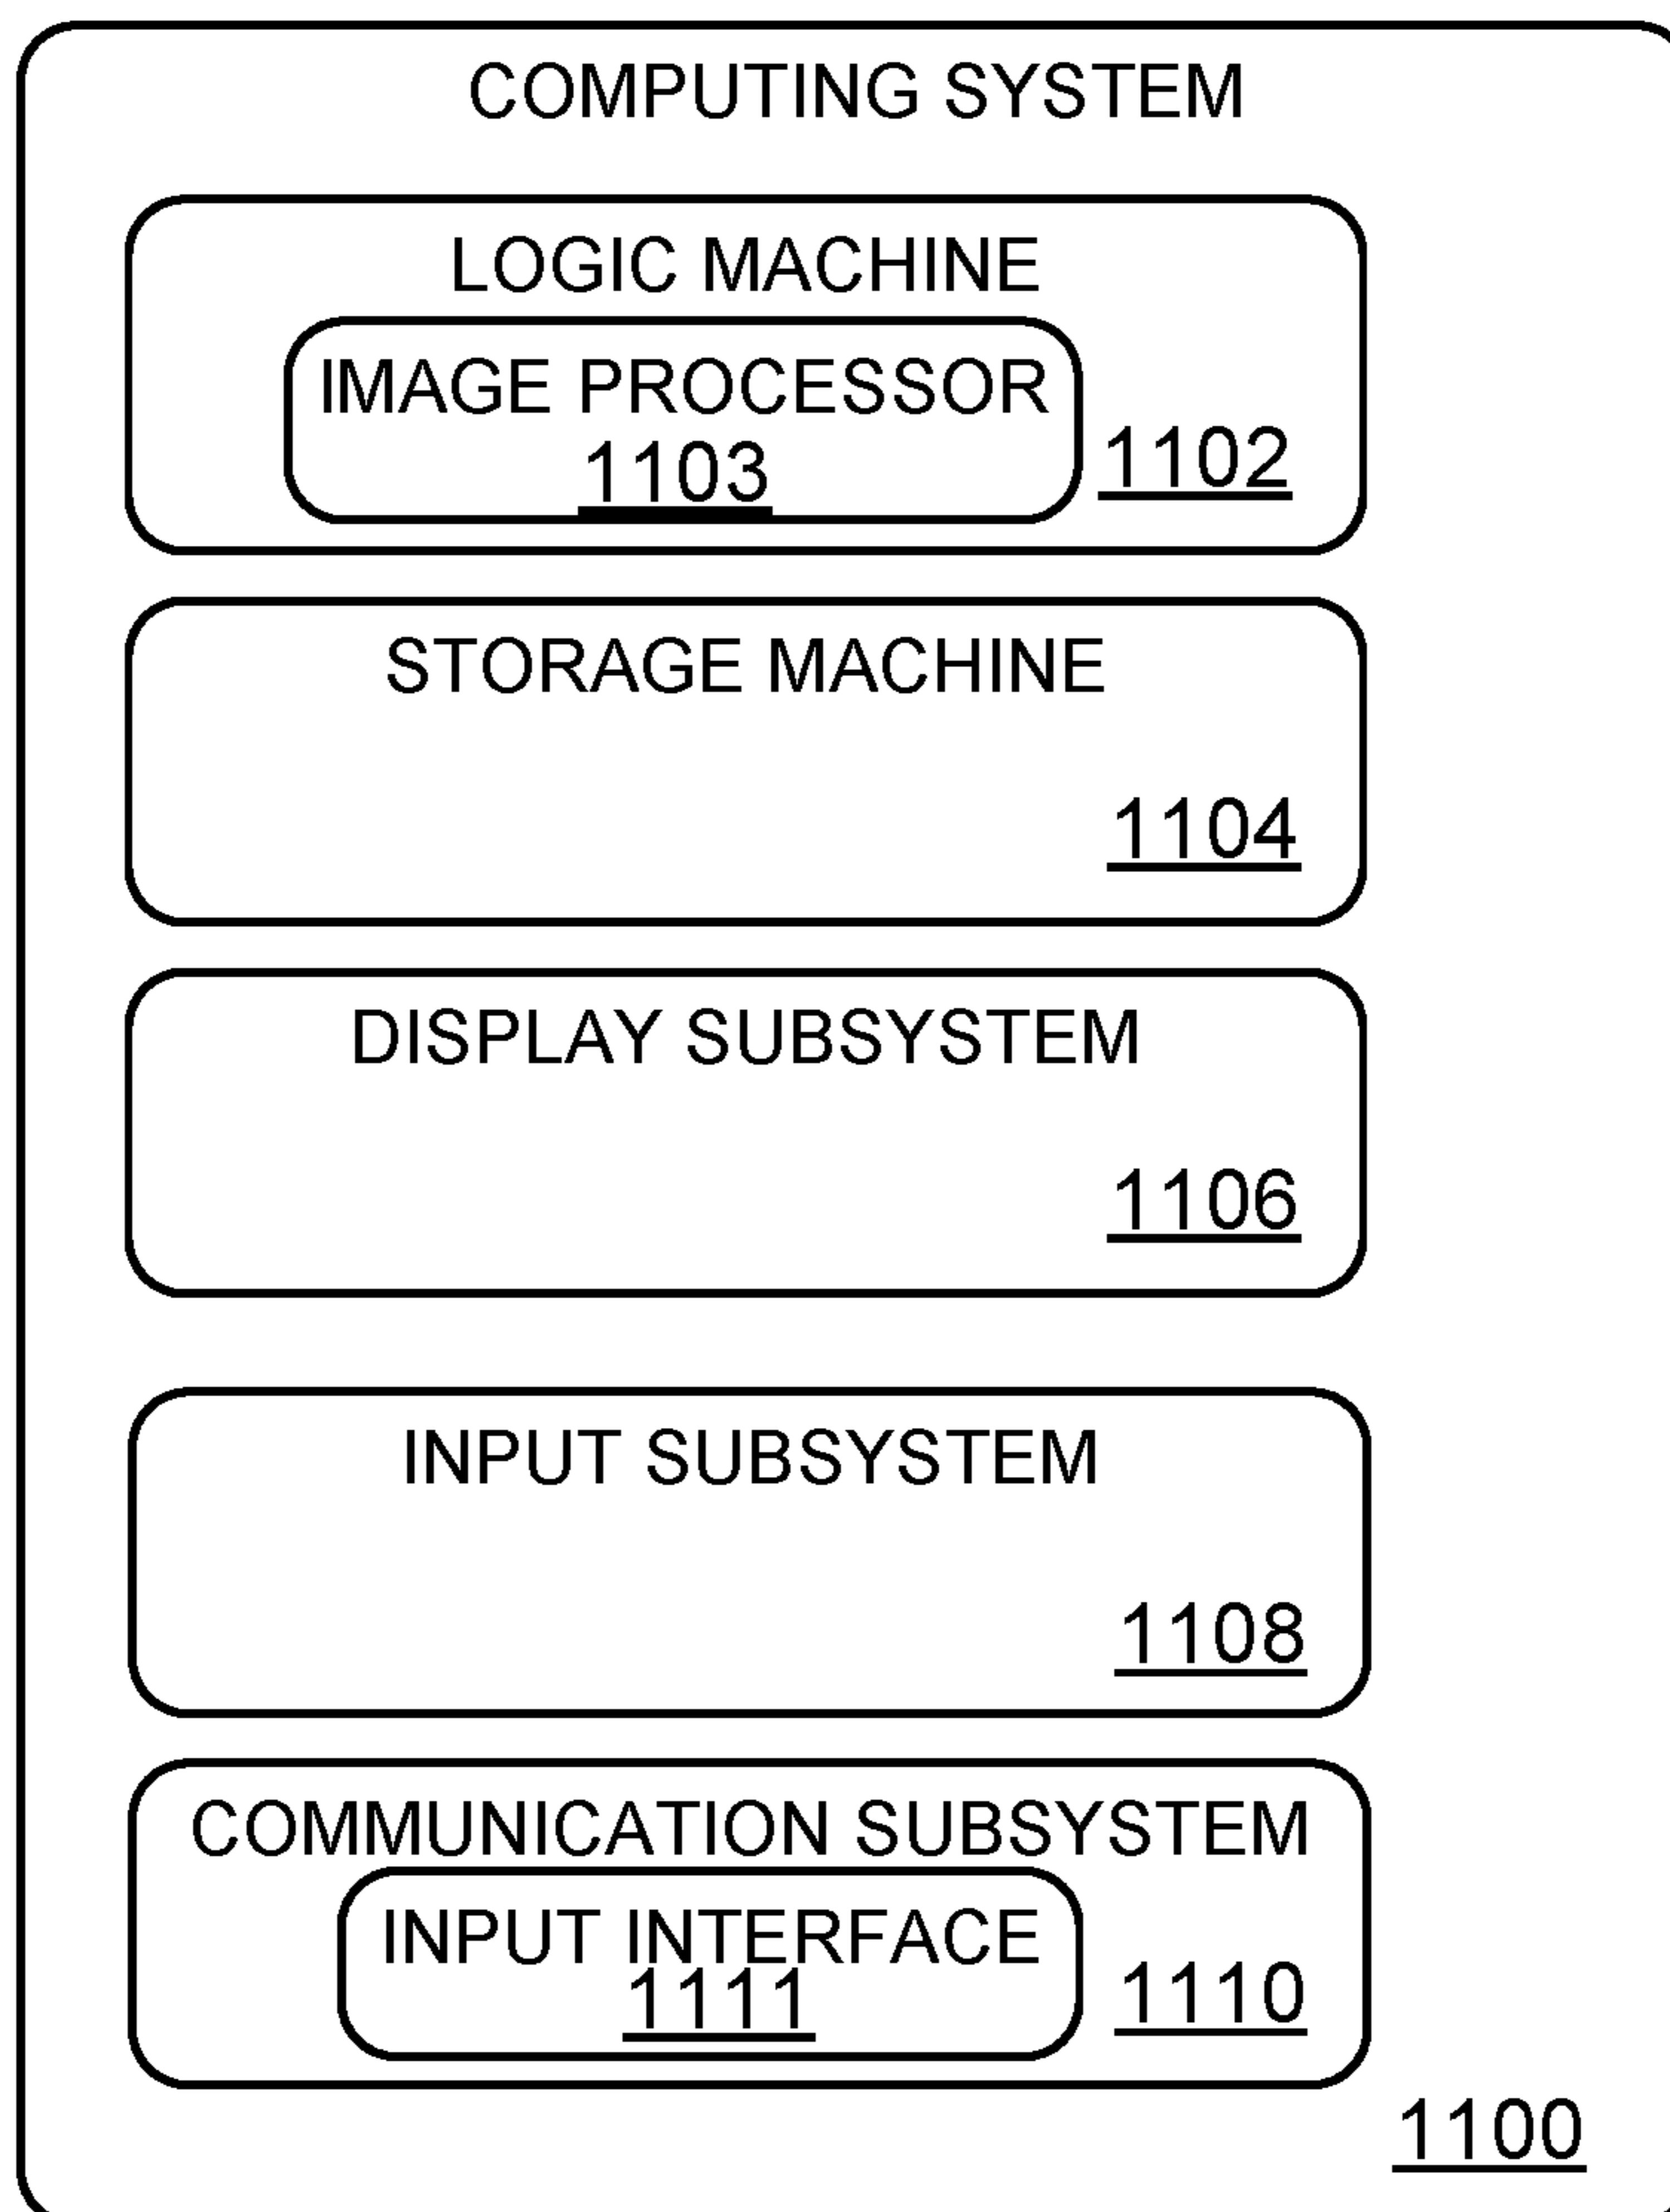 COMPUTING SYSTEM
LOGIC MACHINE
IMAGE PROCESSOR
1103
1102
STORAGE MACHINE
1104
DISPLAY SUBSYSTEM
1106
INPUT SUBSYSTEM
1108
COMMUNICATION SUBSYSTEM
INPUT INTERFACE
1111
1110
1100